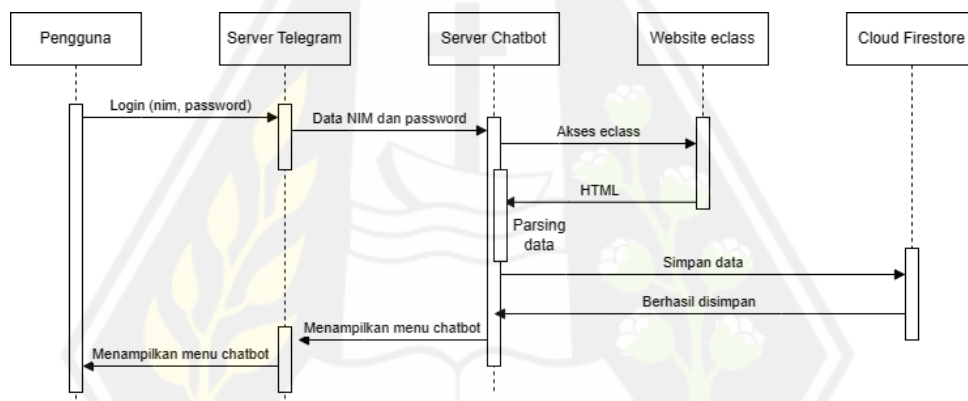 Pengguna
Server Telegram
Server Chatbot
Website eclass
Cloud Firestore
Login (nim, password)
Data NIM dan password
Akses eclass
HTML
Parsing
data
Simpan data
Berhasil disimpan
Menampilkan menu chatbot
Menampilkan menu chatbot